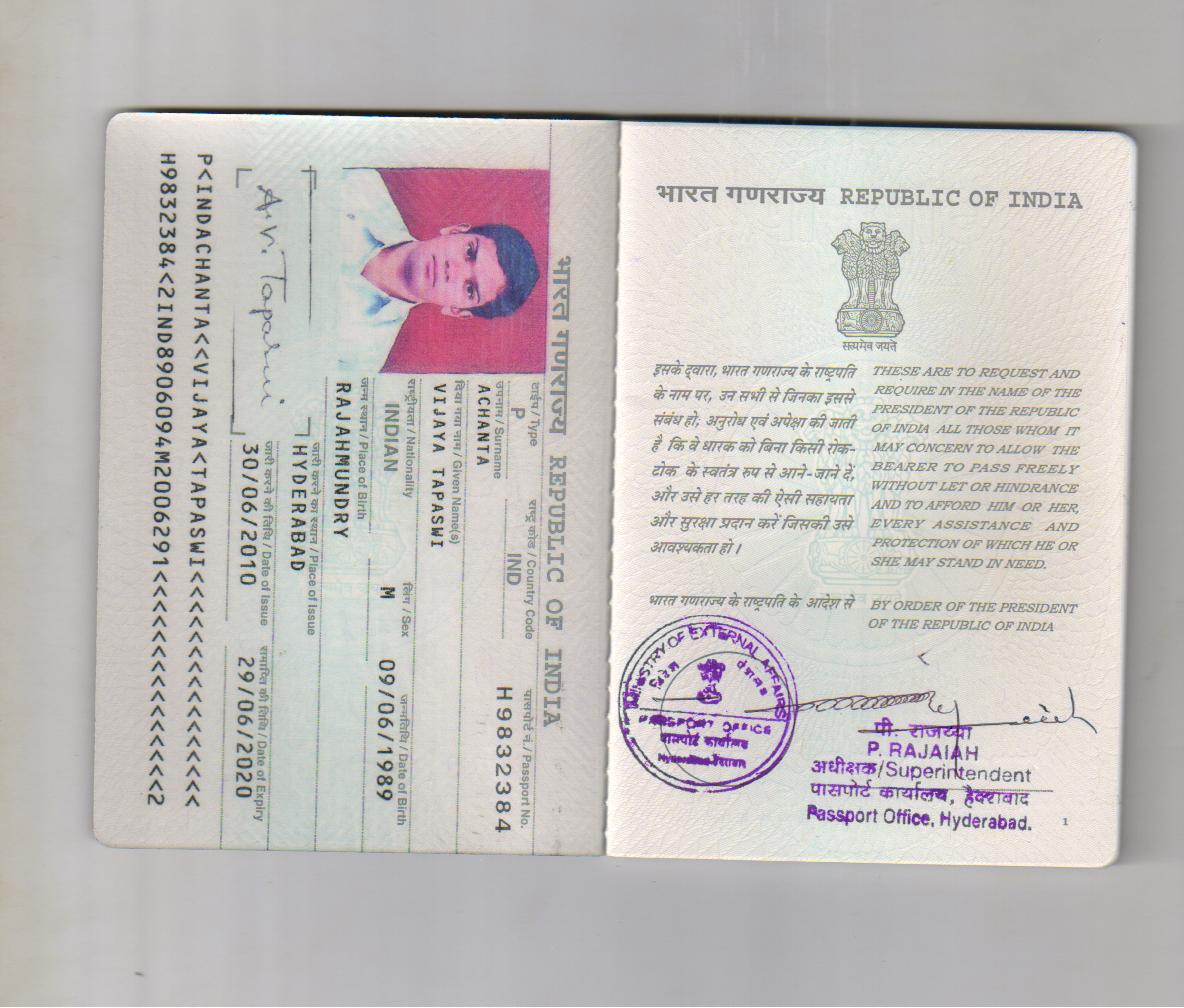 भारत गणराज्य REPUBLIC OF INDIA
टाईप / Type
P
राष्ट्र कोड / Country Code
IND
पासपोर्ट न. / Passport No.
H9832384
उपनाम / Surname
ACHANTA
दिया गया नाम / Given Name(s)
VIJAYA TAPASWI
राष्ट्रीयता / Nationality
INDIAN
लिंग / Sex
M
जन्मतिथि / Date of Birth
09/06/1989
जन्म स्थान / Place of Birth
RAJAHMUNDRY
जारी करने का स्थान / Place of Issue
HYDERABAD
जारी करने की तिथि / Date of Issue
30/06/2010
समाप्ति की तिथि / Date of Expiry
29/06/2020
P<INDACHANTA<<VIJAYA<TAPASWI<<<<<<<<<<<<<<<<
H9832384<2IND8906094M2006291<<<<<<<<<<<<<<2
भारत गणराज्य REPUBLIC OF INDIA
सत्यमेव जयते
इसके द्वारा, भारत गणराज्य के राष्ट्रपति
के नाम पर, उन सभी से जिनका इससे
संबंध हो, अनुरोध एवं अपेक्षा की जाती
है कि वे धारक को बिना किसी रोक-
टोक के स्वतंत्र रुप से आने-जाने दें,
और उसे हर तरह की ऐसी सहायता
और सुरक्षा प्रदान करें जिसकी उसे
आवश्यकता हो।
THESE ARE TO REQUEST AND
REQUIRE IN THE NAME OF THE
PRESIDENT OF THE REPUBLIC
OF INDIA ALL THOSE WHOM IT
MAY CONCERN TO ALLOW THE
BEARER TO PASS FREELY
WITHOUT LET OR HINDRANCE
AND TO AFFORD HIM OR HER,
EVERY ASSISTANCE AND
PROTECTION OF WHICH HE OR
SHE MAY STAND IN NEED.
भारत गणराज्य के राष्ट्रपति के आदेश से
BY ORDER OF THE PRESIDENT
OF THE REPUBLIC OF INDIA
MINISTRY OF EXTERNAL AFFAIRS
PASSPORT OFFICE
पासपोर्ट कार्यालय
Hyderabad
पी. राजय्या
P. RAJAIAH
अधीक्षक/Superintendent
पासपोर्ट कार्यालय, हैदराबाद
Passport Office, Hyderabad.
1